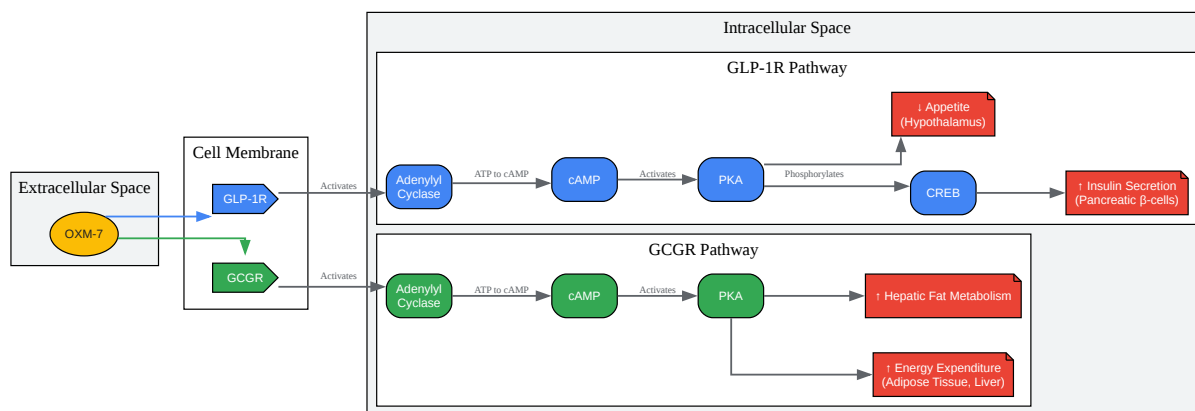 Intracellular Space
GLP-1R Pathway
↓ Appetite
(Hypothalamus)
Cell Membrane
Extracellular Space
OXM-7
GLP-1R
Activates
Adenylyl
Cyclase
ATP to cAMP
cAMP
Activates
PKA
Phosphorylates
CREB
↑ Insulin Secretion
(Pancreatic β-cells)
GCGR Pathway
GCGR
Activates
Adenylyl
Cyclase
ATP to cAMP
cAMP
Activates
PKA
↑ Hepatic Fat Metabolism
↑ Energy Expenditure
(Adipose Tissue, Liver)